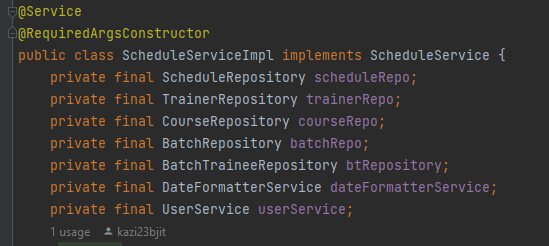 @Service
@RequiredArgsConstructor
public class ScheduleServiceImpl implements ScheduleService {
private final ScheduleRepository scheduleRepo;
private final TrainerRepository trainerRepo;
private final CourseRepository courseRepo;
private final BatchRepository batchRepo;
private final BatchTraineeRepository btRepository;
private final DateFormatterService dateFormatterService;
private final UserService userService;
1 usage kazi23bjit